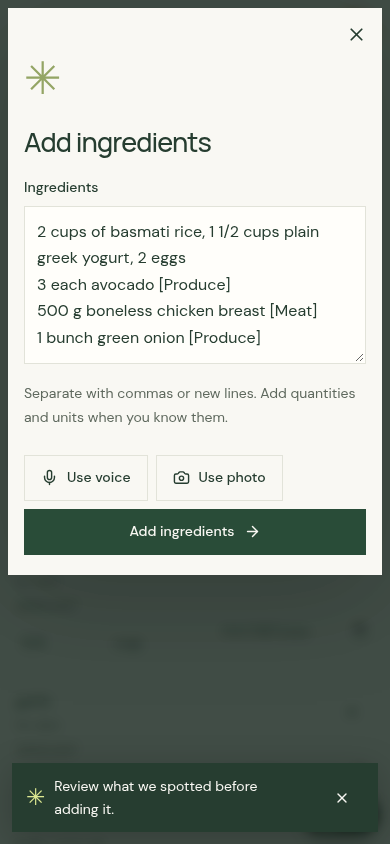 Add ingredients
Ingredients
2 cups of basmati rice, 1 1/2 cups plain
greek yogurt, 2 eggs
3 each avocado [Produce]
500 g boneless chicken breast [Meat]
1 bunch green onion [Produce]
Separate with commas or new lines. Add quantities
and units when you know them.
Use voice
Use photo
Add ingredients
Review what we spotted before
adding it.